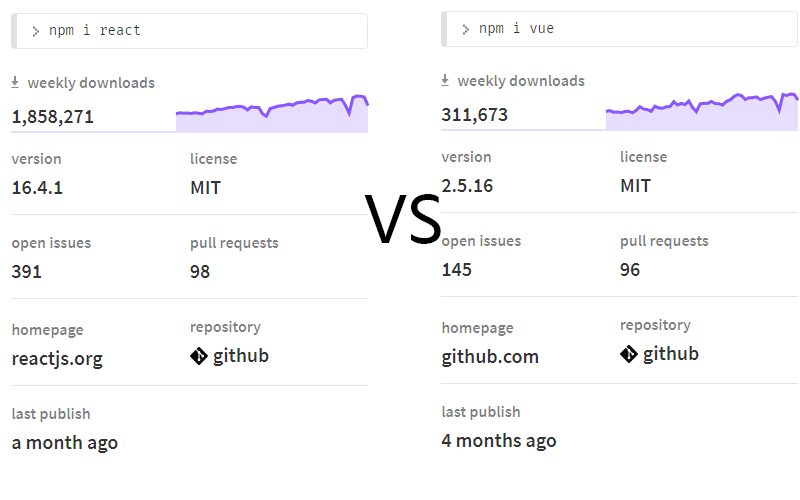 > npm i react
weekly downloads
1,858,271
version license
16.4.1 MIT
open issues pull requests
391 98
homepage repository
reactjs.org github
last publish
a month ago
VS
> npm i vue
weekly downloads
311,673
version license
2.5.16 MIT
open issues pull requests
145 96
homepage repository
github.com github
last publish
4 months ago